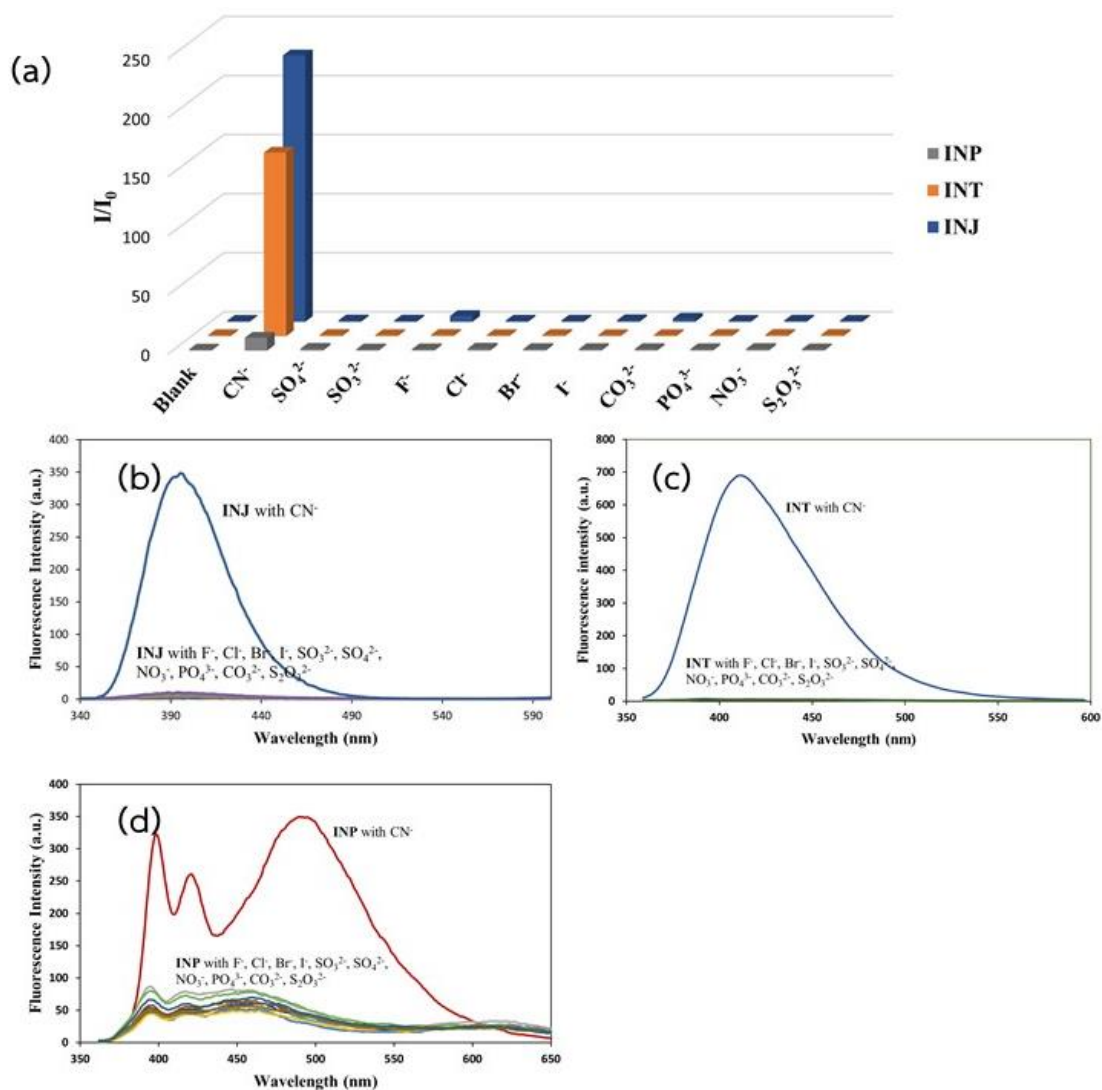 (a)
250
200
150
100
50
0
I/I₀
Blank
CN-
SO₄²⁻
SO₃²⁻
F⁻
Cl⁻
Br⁻
I⁻
CO₃²⁻
PO₄³⁻
NO₃⁻
S₂O₃²⁻
INP
INT
INJ
(b)
Fluorescence Intensity (a.u.)
400
350
300
250
200
150
100
50
0
INJ with CN⁻
INJ with F⁻, Cl⁻, Br⁻, I⁻, SO₃²⁻, SO₄²⁻,
NO₃⁻, PO₄³⁻, CO₃²⁻, S₂O₃²⁻
340 390 440 490 540 590
Wavelength (nm)
(c)
Fluorescence intensity (a.u.)
800
700
600
500
400
300
200
100
0
INT with CN⁻
INT with F⁻, Cl⁻, Br⁻, I⁻, SO₃²⁻, SO₄²⁻,
NO₃⁻, PO₄³⁻, CO₃²⁻, S₂O₃²⁻
350 400 450 500 550 600
Wavelength (nm)
(d)
Fluorescence Intensity (a.u.)
400
350
300
250
200
150
100
50
0
INP with CN⁻
INP with F⁻, Cl⁻, Br⁻, I⁻, SO₃²⁻, SO₄²⁻,
NO₃⁻, PO₄³⁻, CO₃²⁻, S₂O₃²⁻
350 400 450 500 550 600 650
Wavelength (nm)